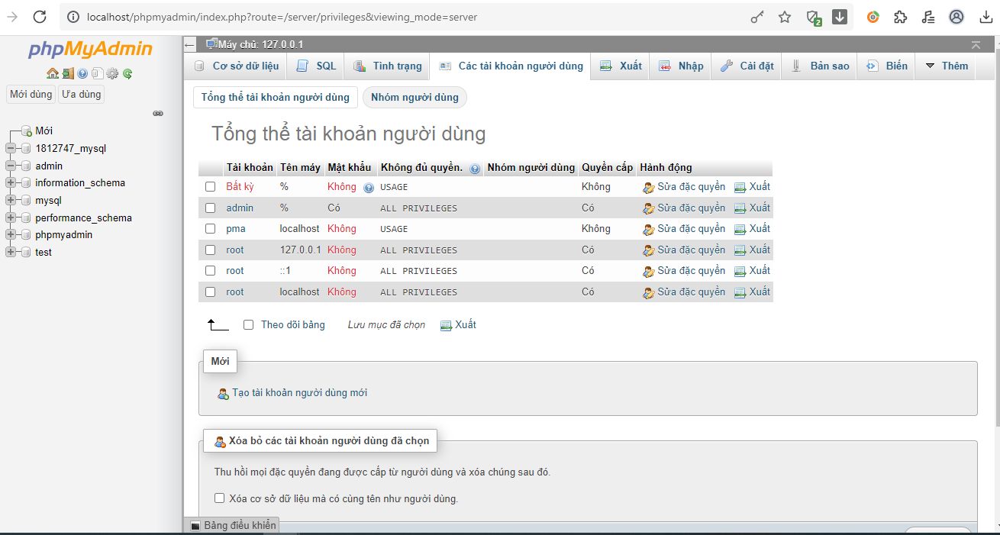 localhost/phpmyadmin/index.php?route=/server/privileges&viewing_mode=server
2
phpMyAdmin
Mới dùng Ưa dùng
Mới
1812747_mysql
admin
information_schema
mysql
performance_schema
phpmyadmin
test
Máy chủ: 127.0.0.1
Cơ sở dữ liệu SQL Tình trạng Các tài khoản người dùng Xuất Nhập Cài đặt Bản sao Biến Thêm
Tổng thể tài khoản người dùng Nhóm người dùng
Tổng thể tài khoản người dùng
Tài khoản Tên máy Mật khẩu Không đủ quyền. Nhóm người dùng Quyền cấp Hành động
Bất kỳ % Không USAGE Không Sửa đặc quyền Xuất
admin % Có ALL PRIVILEGES Có Sửa đặc quyền Xuất
pma localhost Không USAGE Không Sửa đặc quyền Xuất
root 127.0.0.1 Không ALL PRIVILEGES Có Sửa đặc quyền Xuất
root ::1 Không ALL PRIVILEGES Có Sửa đặc quyền Xuất
root localhost Không ALL PRIVILEGES Có Sửa đặc quyền Xuất
Theo dõi bảng Lưu mục đã chọn Xuất
Mới
Tạo tài khoản người dùng mới
Xóa bỏ các tài khoản người dùng đã chọn
Thu hồi mọi đặc quyền đang được cấp từ người dùng và xóa chúng sau đó.
Xóa cơ sở dữ liệu mà có cùng tên như người dùng.
Bảng điều khiển